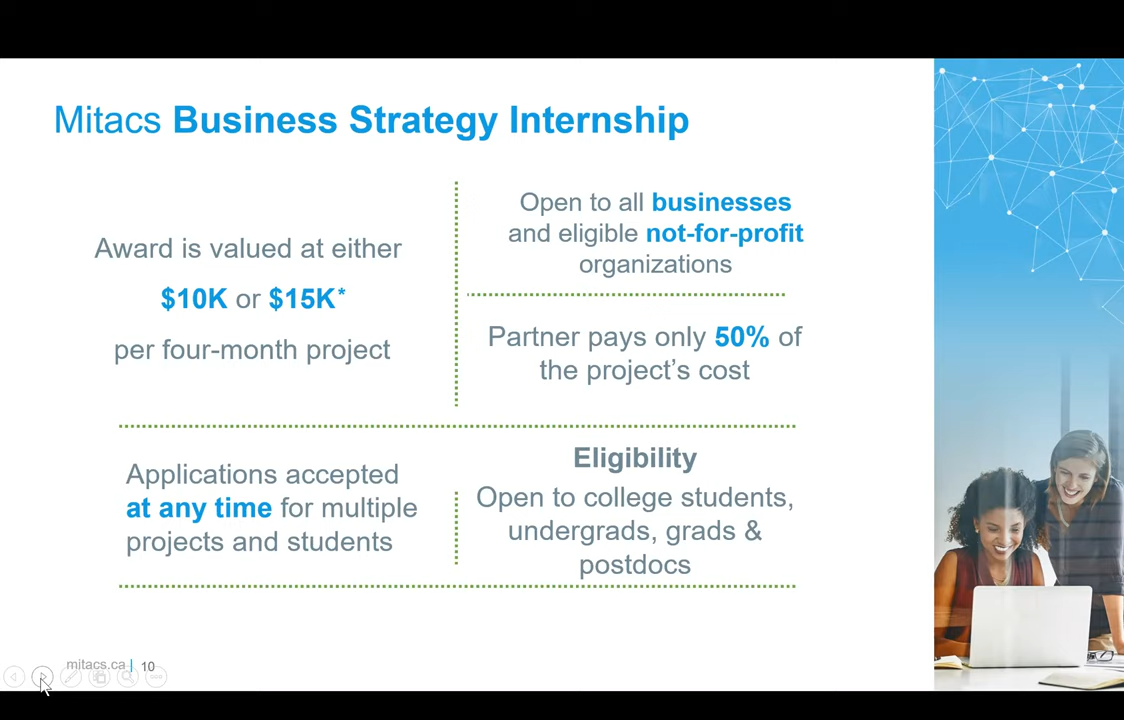 Mitacs Business Strategy Internship
Award is valued at either
$10K or $15K*
per four-month project
Open to all businesses
and eligible not-for-profit
organizations
Partner pays only 50% of
the project’s cost
Applications accepted
at any time for multiple
projects and students
Eligibility
Open to college students,
undergrads, grads &
postdocs
mitacs.ca | 10